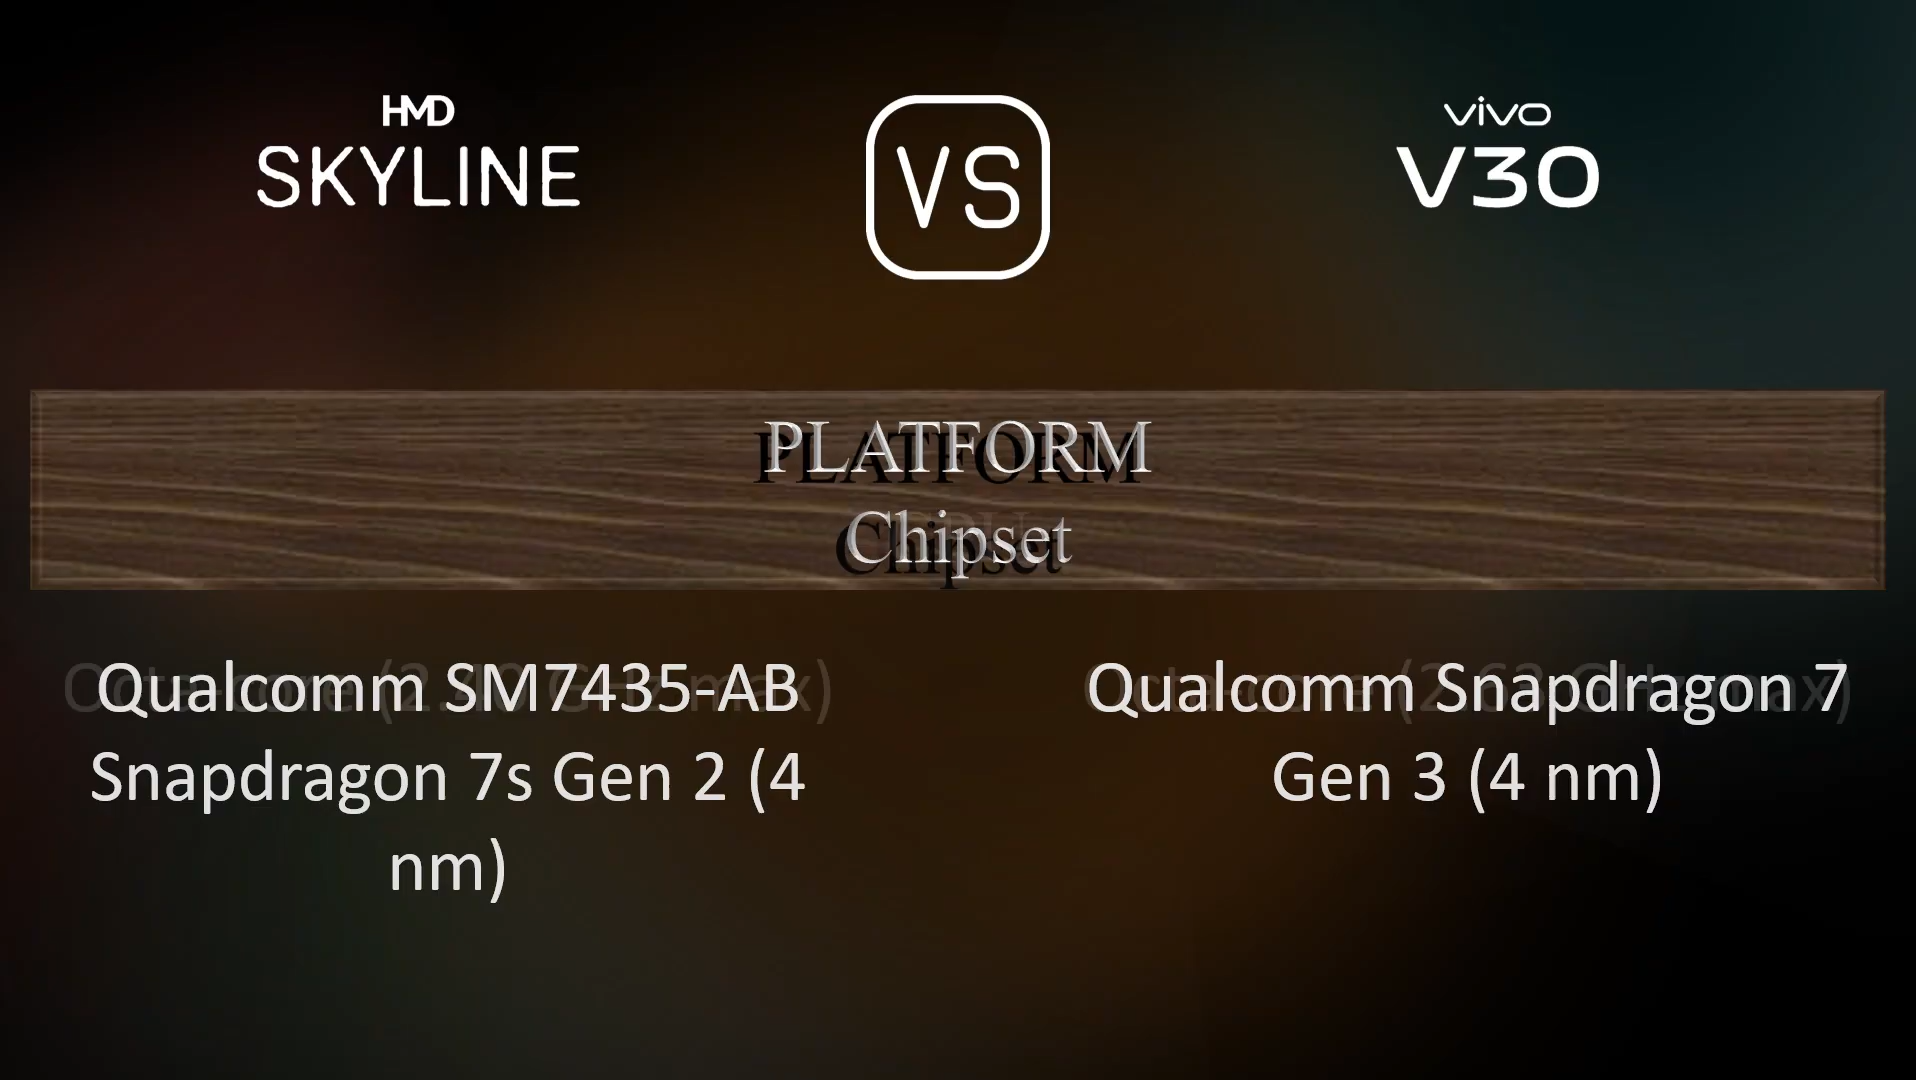 HMD
SKYLINE
VS
vivo
V30
PLATFORM
Chipset
Qualcomm SM7435-AB
Snapdragon 7s Gen 2 (4
nm)
Qualcomm Snapdragon 7
Gen 3 (4 nm)